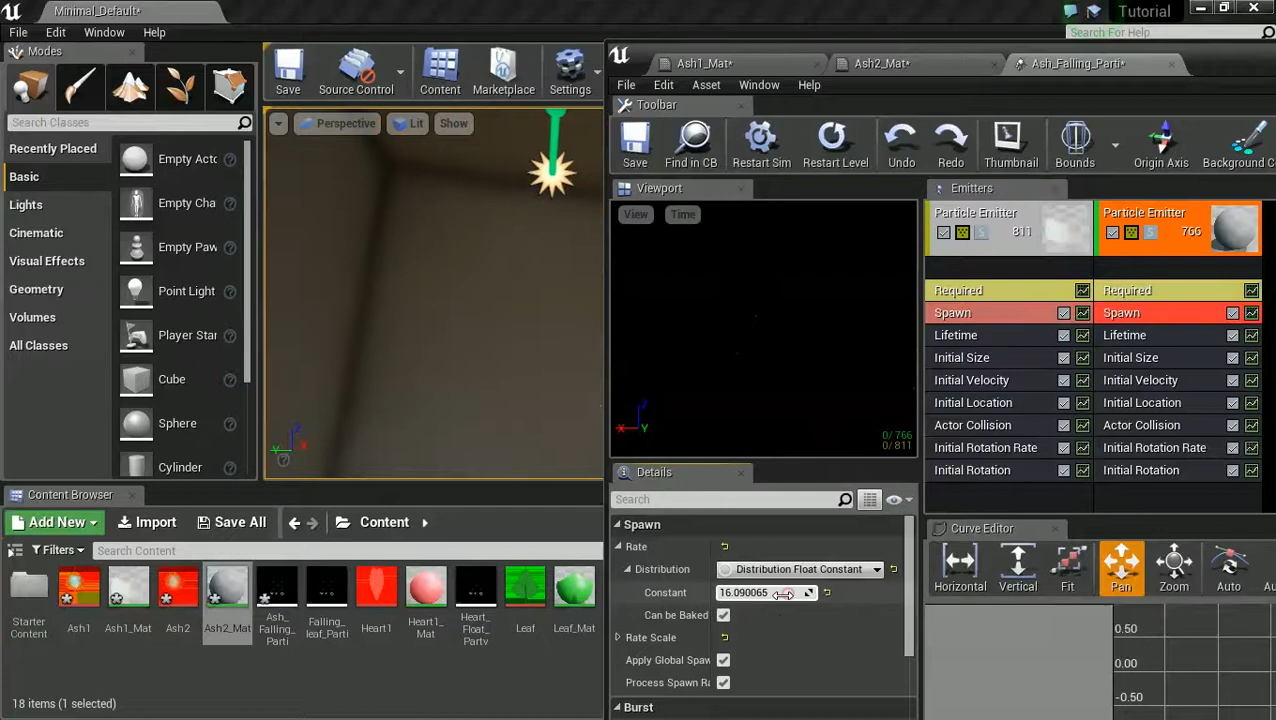 Minimal_Default*
Tutorial
File Edit Window Help
Search For Help
Modes
Save Source Control Content Marketplace Settings
Search Classes
Recently Placed
Basic
Lights
Cinematic
Visual Effects
Geometry
Volumes
All Classes
Empty Actc
Empty Cha
Empty Paw
Point Light
Player Star
Cube
Sphere
Cylinder
Perspective Lit Show
Ash1_Mat* Ash2_Mat* Ash_Falling_Parti*
File Edit Asset Window Help
Toolbar
Save Find in CB Restart Sim Restart Level Undo Redo Thumbnail Bounds Origin Axis Background C
Viewport
View Time
X Y Z
0/ 766
0/ 811
Emitters
Particle Emitter Particle Emitter
S 811 S 766
Required Required
Spawn Spawn
Lifetime Lifetime
Initial Size Initial Size
Initial Velocity Initial Velocity
Initial Location Initial Location
Actor Collision Actor Collision
Initial Rotation Rate Initial Rotation Rate
Initial Rotation Initial Rotation
Details
Search
Spawn
Rate
Distribution Distribution Float Constant
Constant 16.090065
Can be Baked
Rate Scale
Apply Global Spaw
Process Spawn Ra
Burst
Curve Editor
Horizontal Vertical Fit Pan Zoom Auto
0.50
0.00
-0.50
Content Browser
Add New Import Save All Content
Filters Search Content
Starter Content
Ash1
Ash1_Mat
Ash2
Ash2_Mat
Ash_Falling_Parti
Falling_leaf_Parti
Heart1
Heart1_Mat
Heart_Float_Party
Leaf
Leaf_Mat
18 items (1 selected)